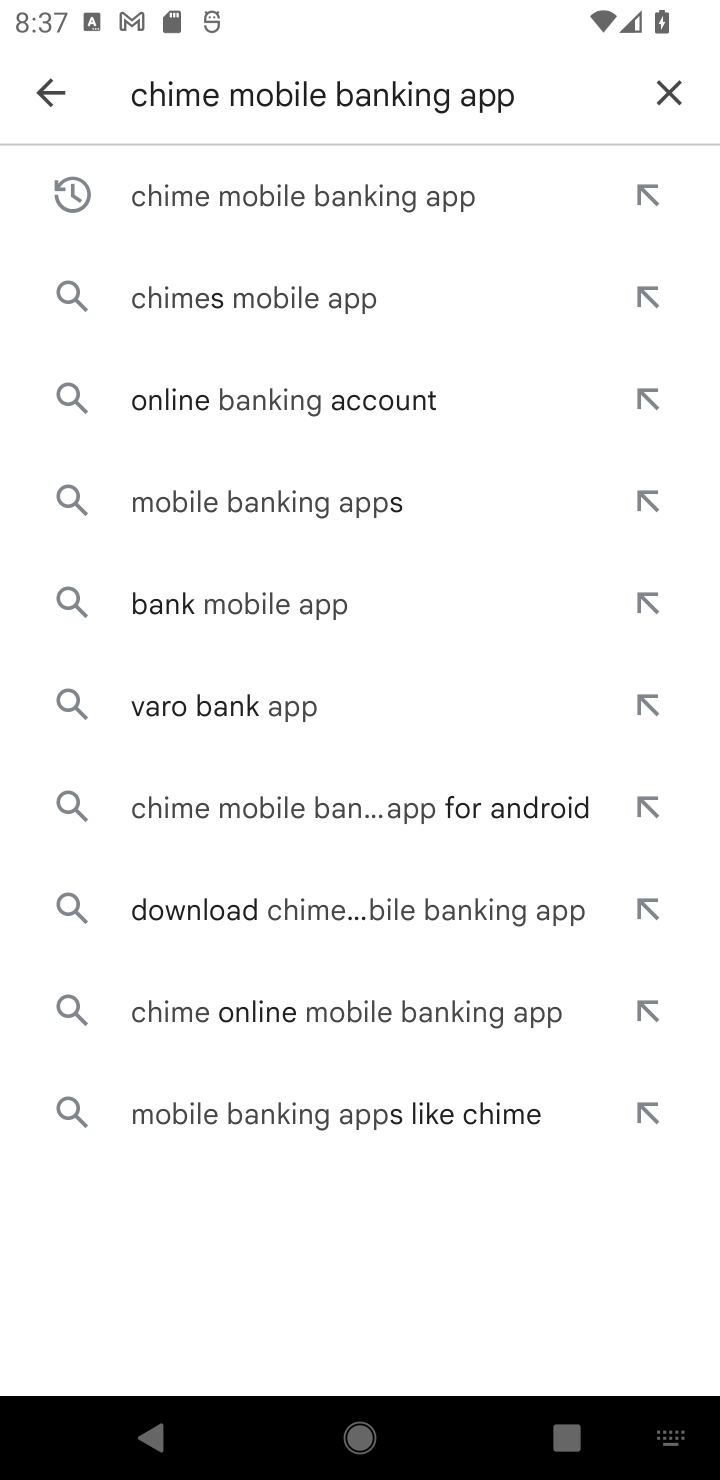 8:37
chime mobile banking app
chime mobile banking app
chimes mobile app
online banking account
mobile banking apps
bank mobile app
varo bank app
chime mobile ban...app for android
download chime...bile banking app
chime online mobile banking app
mobile banking apps like chime